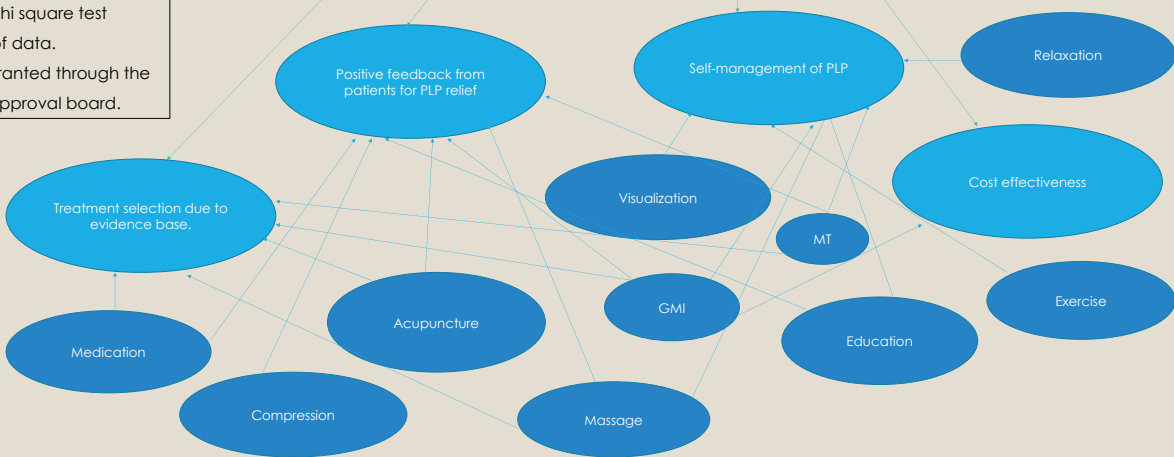 hi square test
of data.
ranted through the
pproval board.
Positive feedback from
patients for PLP relief
Self-management of PLP
Relaxation
Treatment selection due to
evidence base.
Visualization
Cost effectiveness
MT
Medication
Acupuncture
GMI
Education
Exercise
Compression
Massage